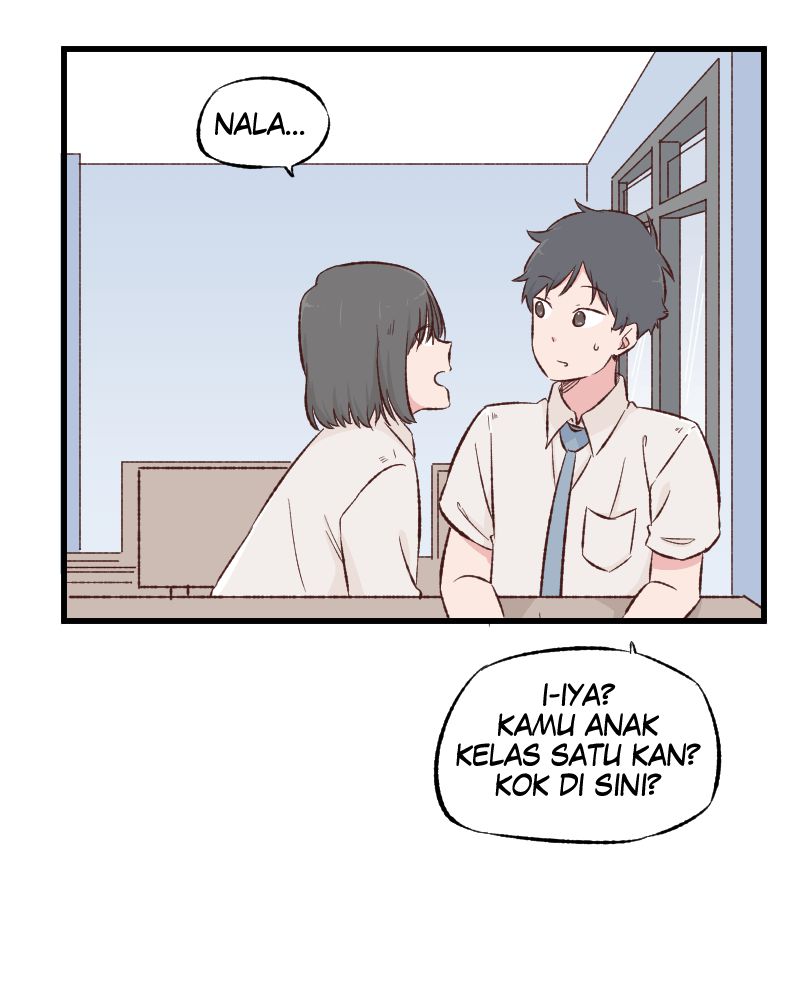 NALA...
I-IYA?
KAMU ANAK
KELAS SATU KAN?
KOK DI SINI?